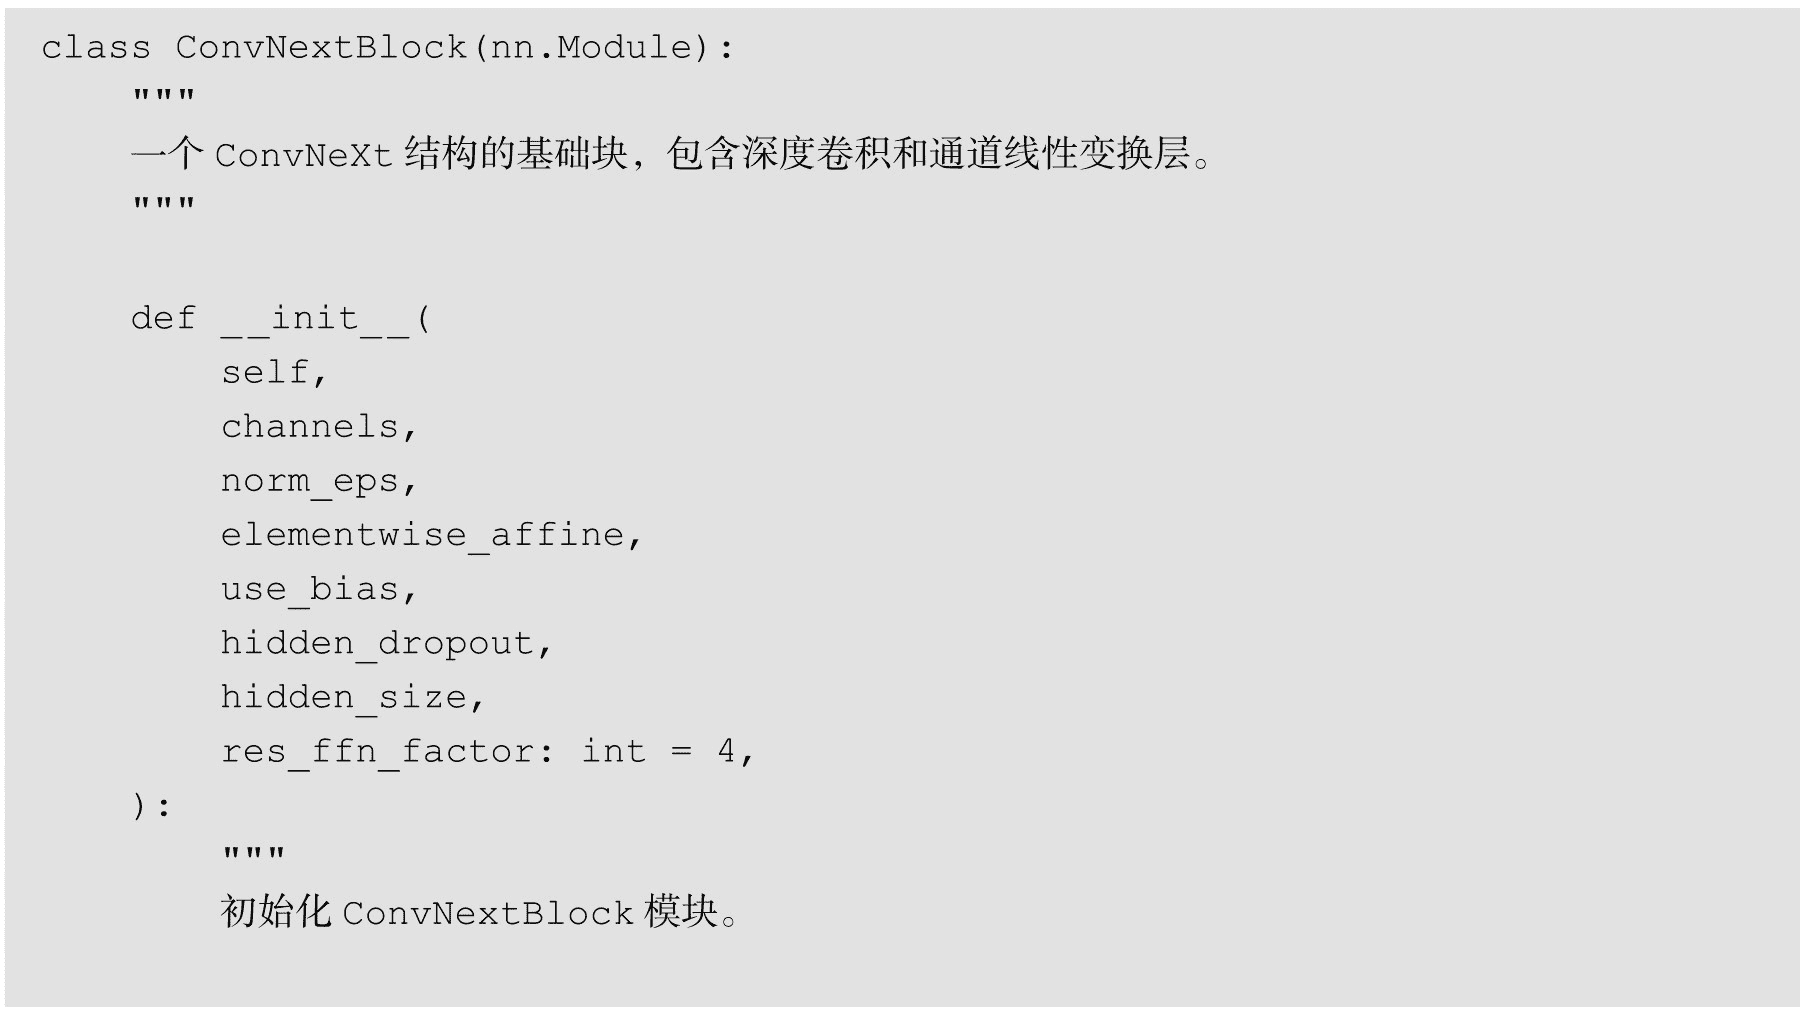 class ConvNextBlock(nn.Module):
    """
    一个 ConvNeXt 结构的基础块，包含深度卷积和通道线性变换层。
    """

    def __init__(
        self,
        channels,
        norm_eps,
        elementwise_affine,
        use_bias,
        hidden_dropout,
        hidden_size,
        res_ffn_factor: int = 4,
    ):
        """
        初始化 ConvNextBlock 模块。